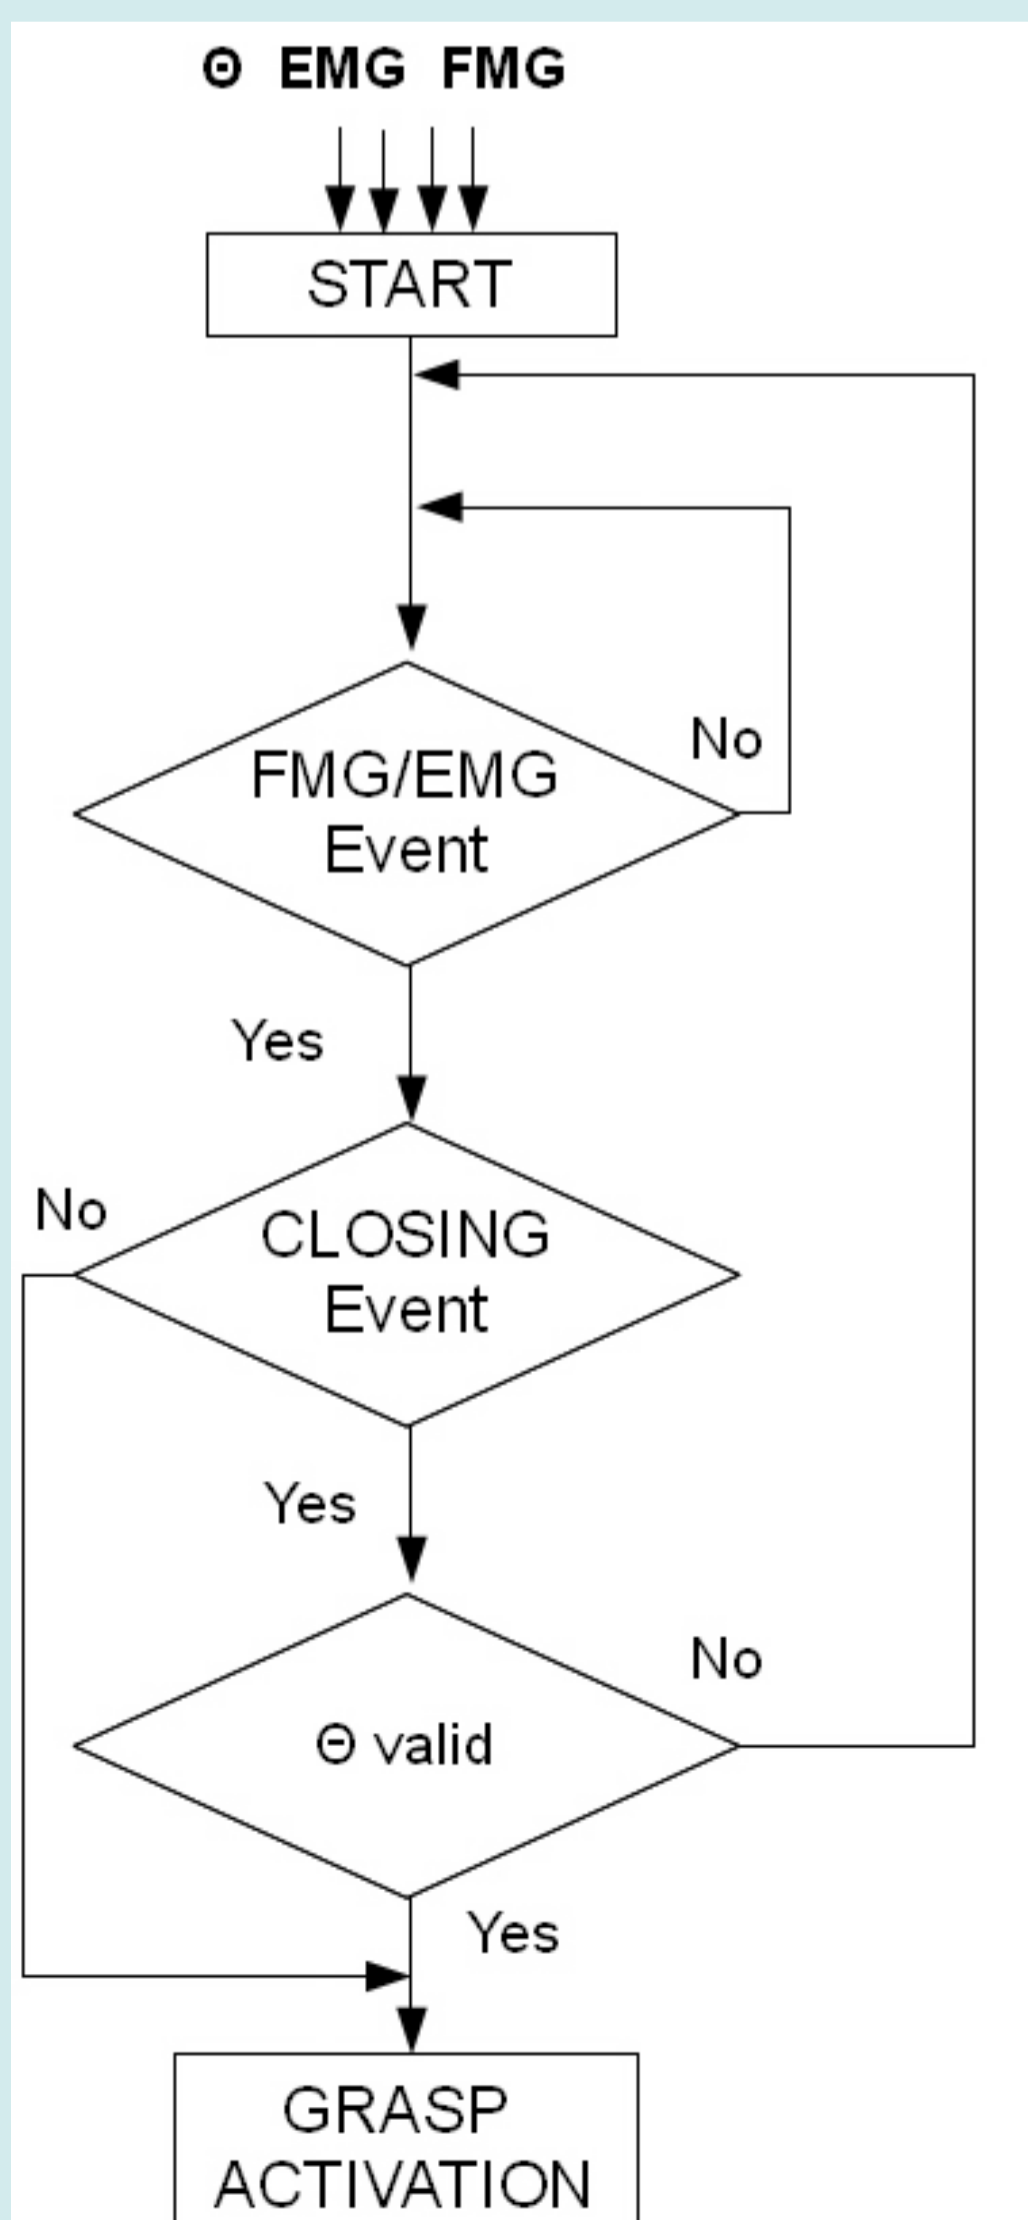 Θ EMG FMG
START
No
FMG/EMG
Event
Yes
No
CLOSING
Event
Yes
No
Θ valid
Yes
GRASP
ACTIVATION